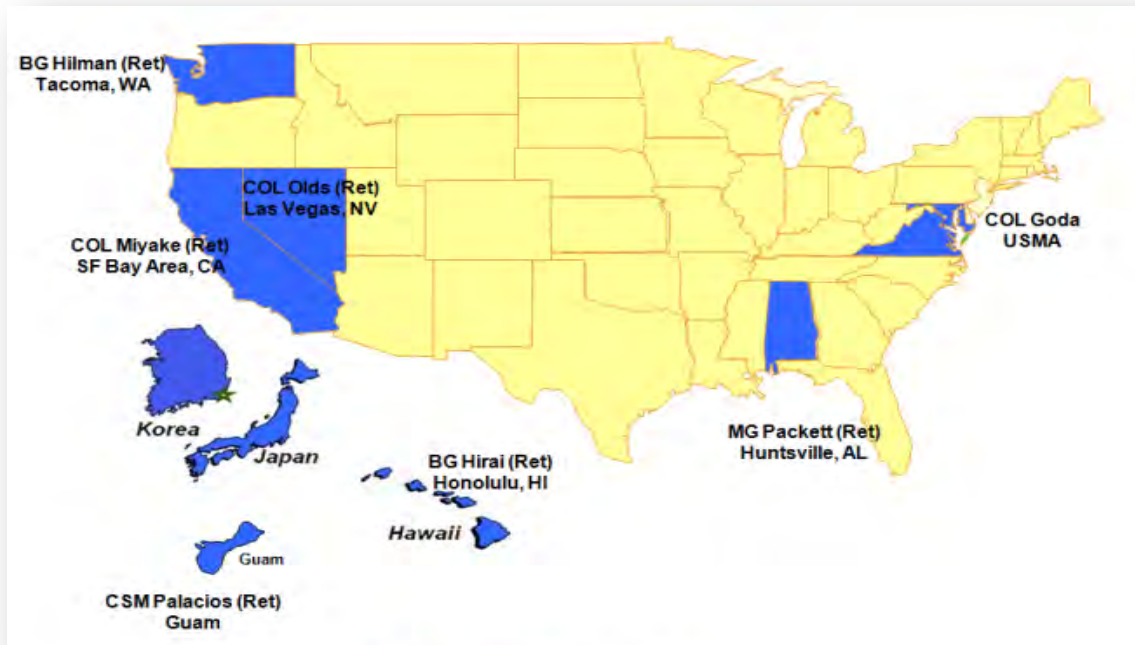 BG Hilman (Ret)
Tacoma, WA
COL Olds (Ret)
Las Vegas, NV
COL Goda
USMA
COL Miyake (Ret)
SF Bay Area, CA
Korea
Japan
MG Packett (Ret)
Huntsville, AL
BG Hirai (Ret)
Honolulu, HI
Hawaii
Guam
CSM Palacios (Ret)
Guam